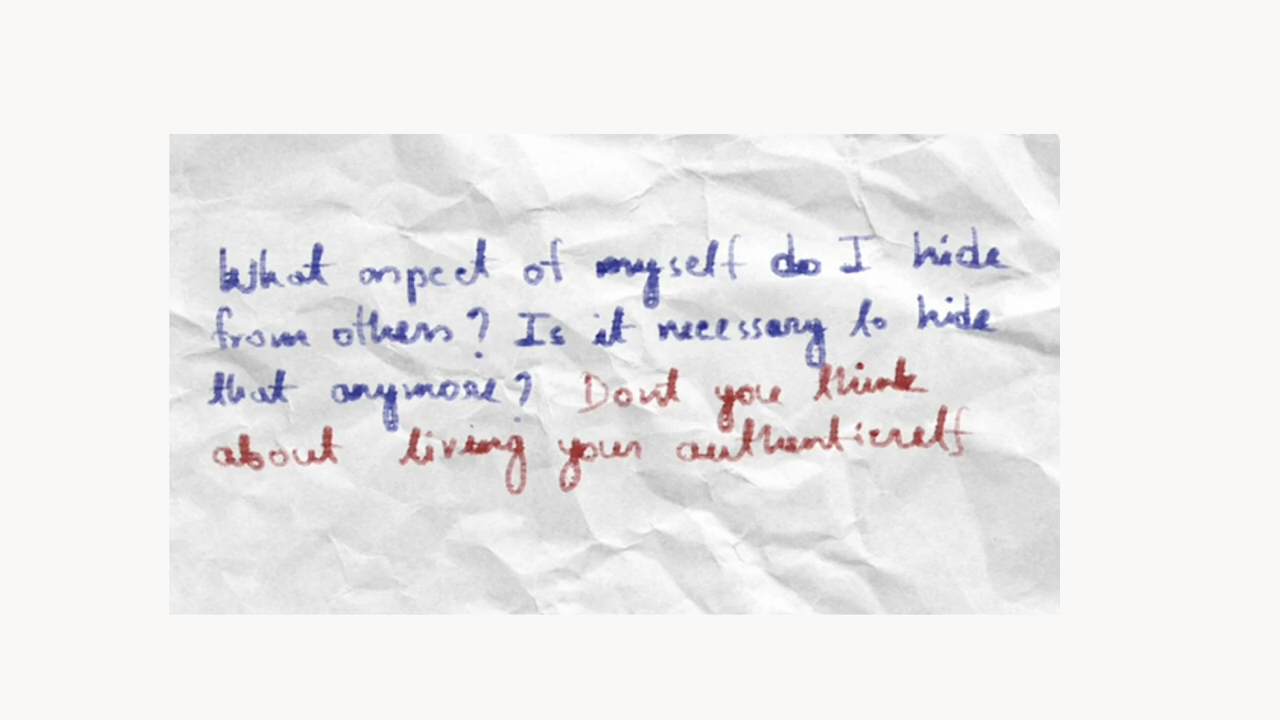 What aspect of myself do I hide
from others? Is it necessary to hide
that anymore? Dont you think
about living your authenticself